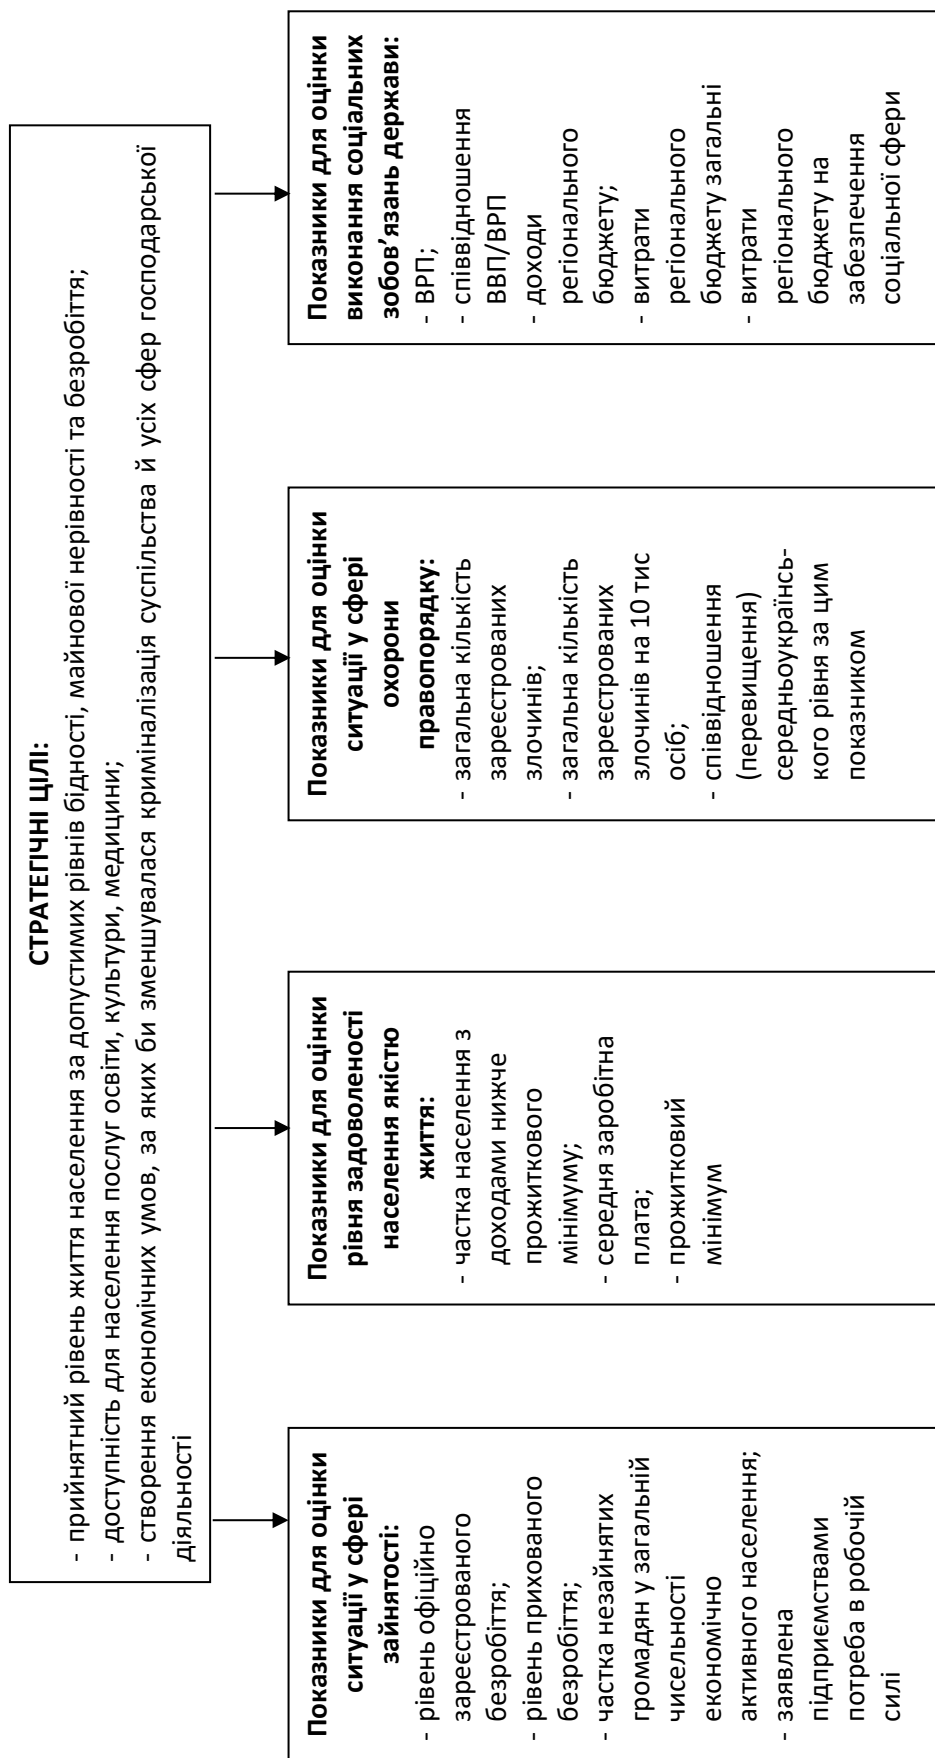 СТРАТЕГІЧНІ ЦІЛІ:
- прийнятний рівень життя населення за допустимих рівнів бідності, майнової нерівності та безробіття;
- доступність для населення послуг освіти, культури, медицини;
- створення економічних умов, за яких би зменшувалася криміналізація суспільства й усіх сфер господарської
діяльності
Показники для оцінки
ситуації у сфері
зайнятості:
- рівень офіційно
зареєстрованого
безробіття;
- рівень прихованого
безробіття;
- частка незайнятих
громадян у загальній
чисельності
економічно
активного населення;
- заявлена
підприємствами
потреба в робочій
силі
Показники для оцінки
рівня задоволеності
населення якістю
життя:
- частка населення з
доходами нижче
прожиткового
мінімуму;
- середня заробітна
плата;
- прожитковий
мінімум
Показники для оцінки
ситуації у сфері
охорони
правопорядку:
- загальна кількість
зареєстрованих
злочинів;
- загальна кількість
зареєстрованих
злочинів на 10 тис
осіб;
- співвідношення
(перевищення)
середньоукраїнсь-
кого рівня за цим
показником
Показники для оцінки
виконання соціальних
зобов’язань держави:
- ВРП;
- співвідношення
ВВП/ВРП
- доходи
регіонального
бюджету;
- витрати
регіонального
бюджету загальні
- витрати
регіонального
бюджету на
забезпечення
соціальної сфери